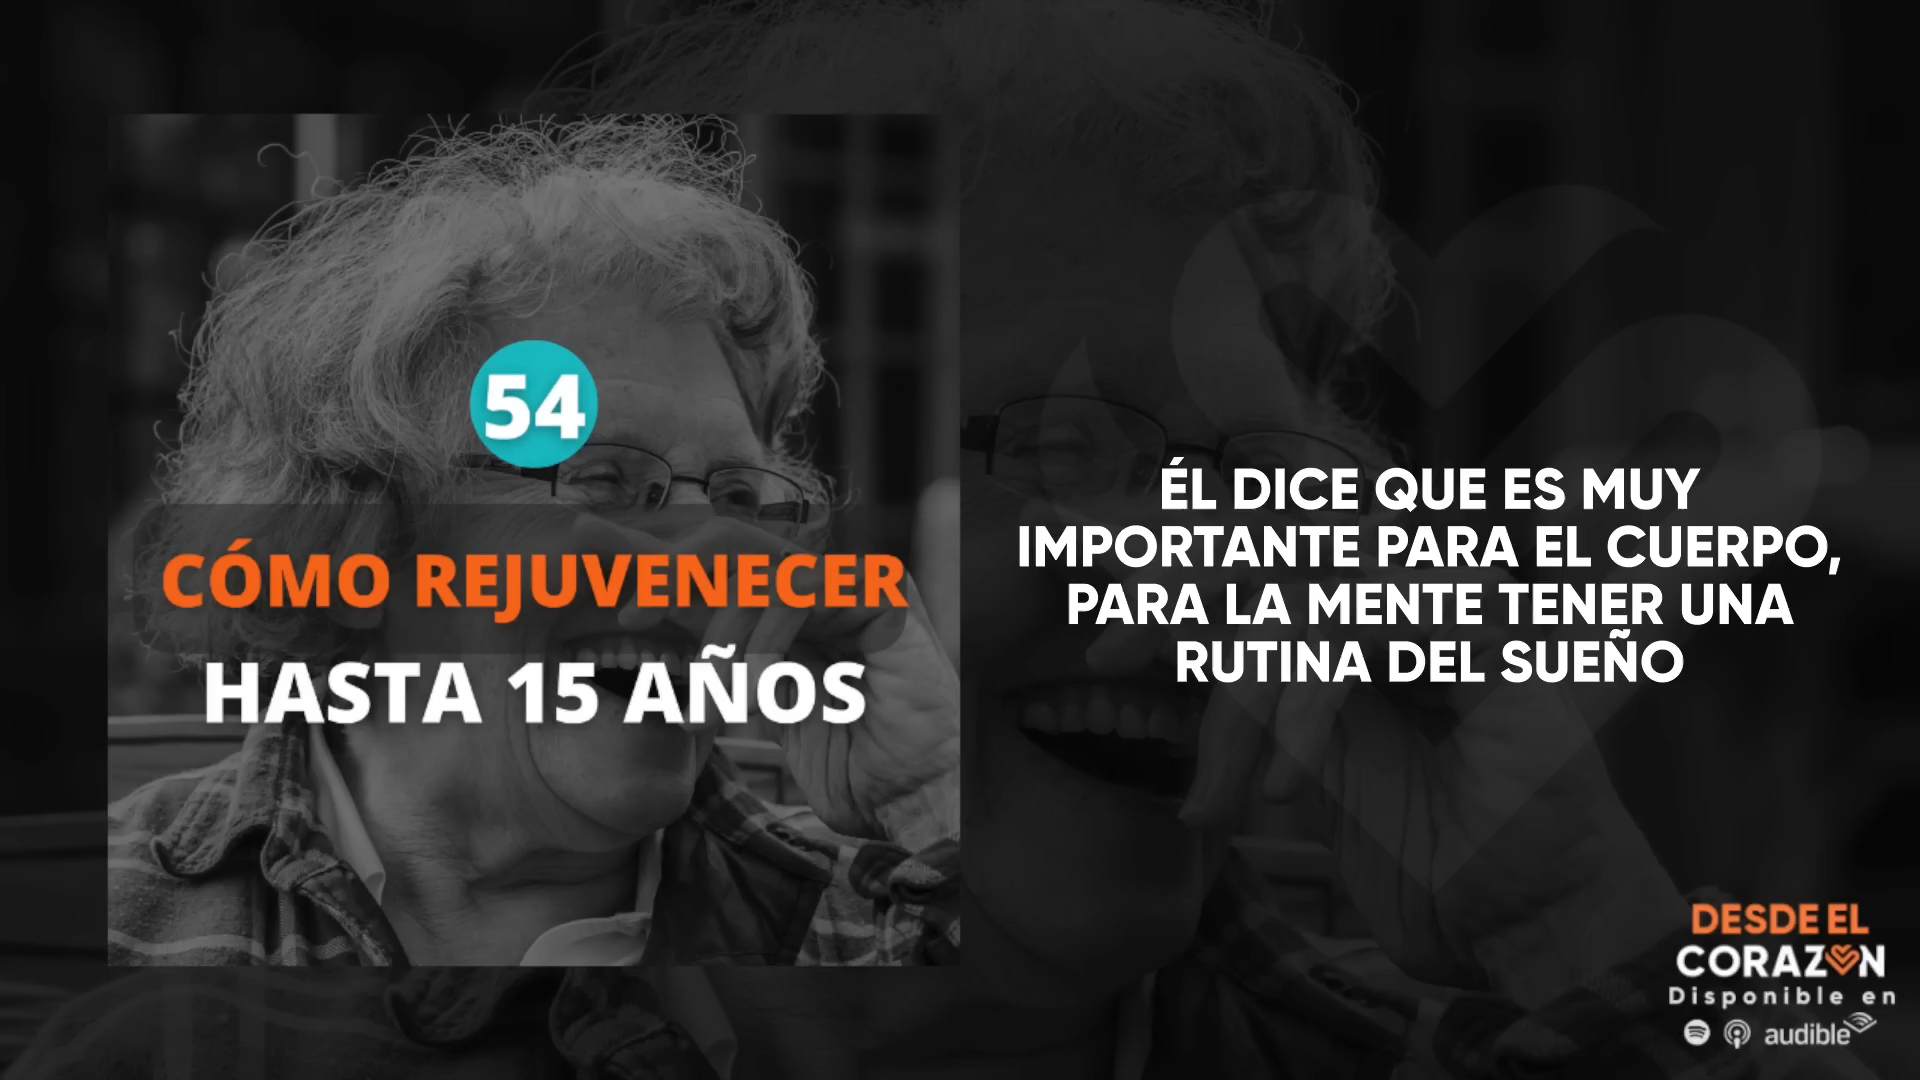 54
CÓMO REJUVENECER
HASTA 15 AÑOS
ÉL DICE QUE ES MUY
IMPORTANTE PARA EL CUERPO,
PARA LA MENTE TENER UNA
RUTINA DEL SUEÑO
DESDE EL
CORAZÓN
Disponible en
audible